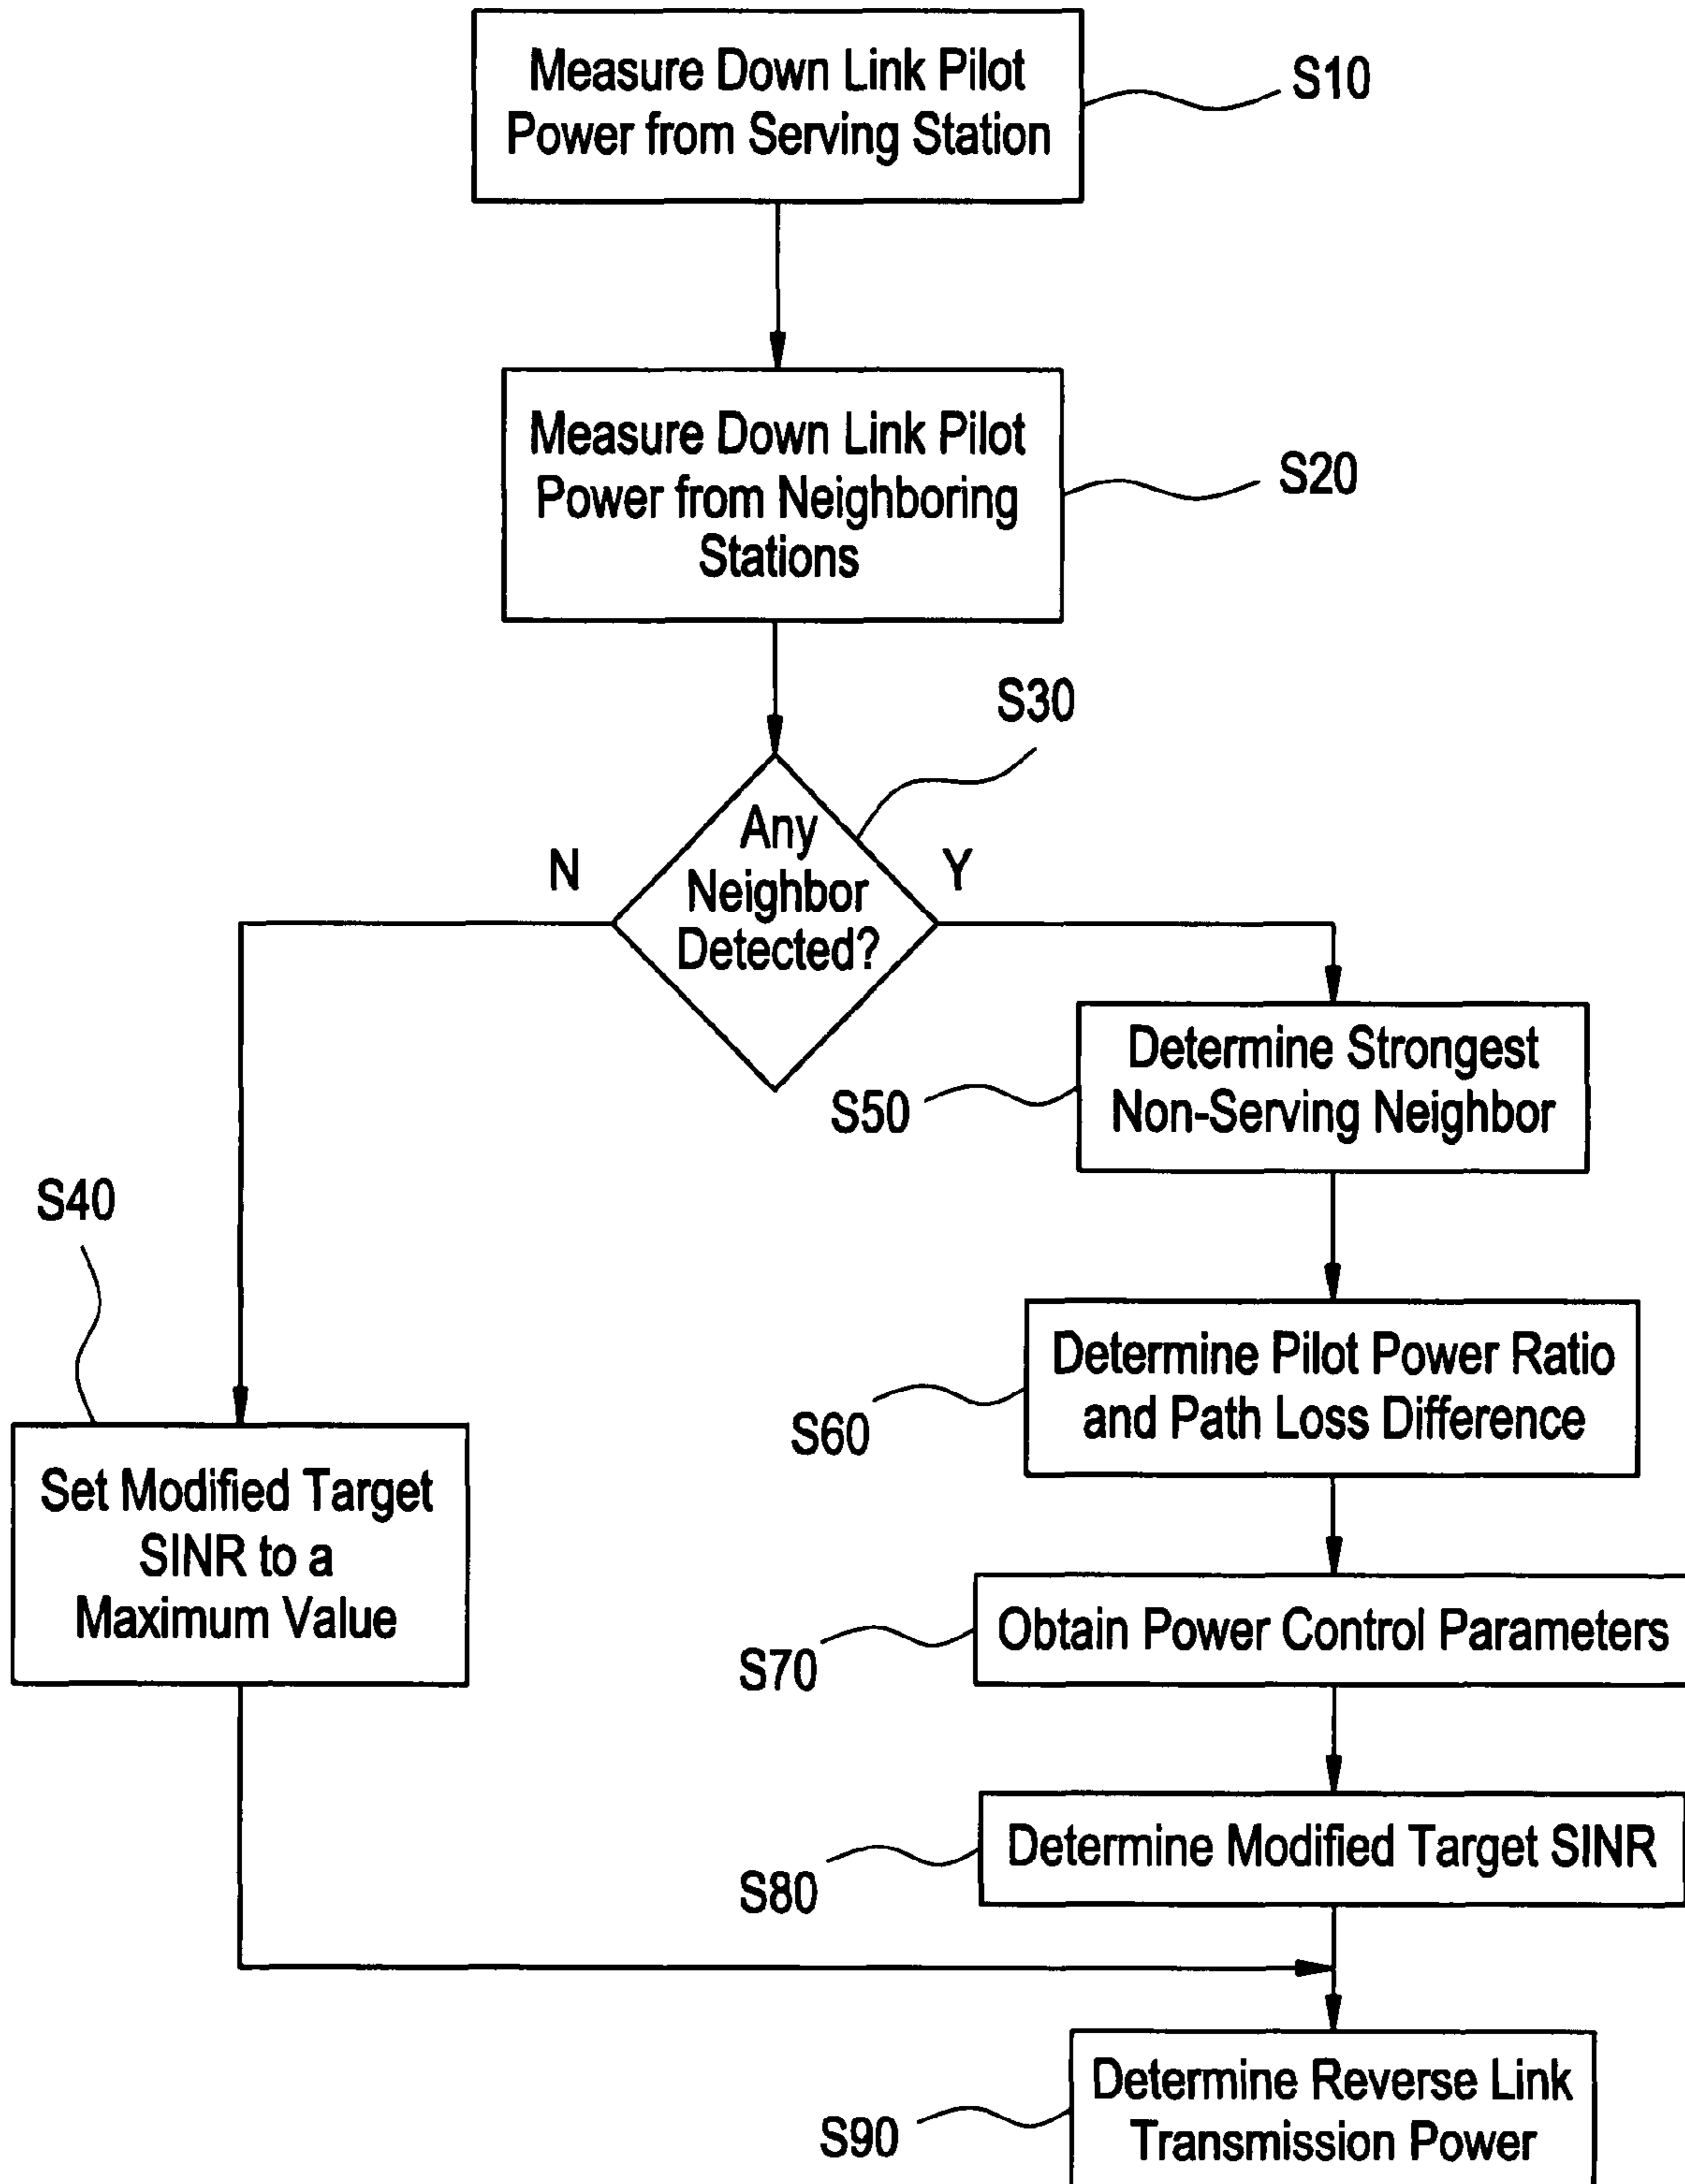 Measure Down Link Pilot
Power from Serving Station
S10
Measure Down Link Pilot
Power from Neighboring
Stations
S20
S30
Any
Neighbor
Detected?
N
Y
Determine Strongest
Non-Serving Neighbor
S50
S40
Determine Pilot Power Ratio
and Path Loss Difference
S60
Set Modified Target
SINR to a
Maximum Value
Obtain Power Control Parameters
S70
Determine Modified Target SINR
S80
Determine Reverse Link
Transmission Power
S90